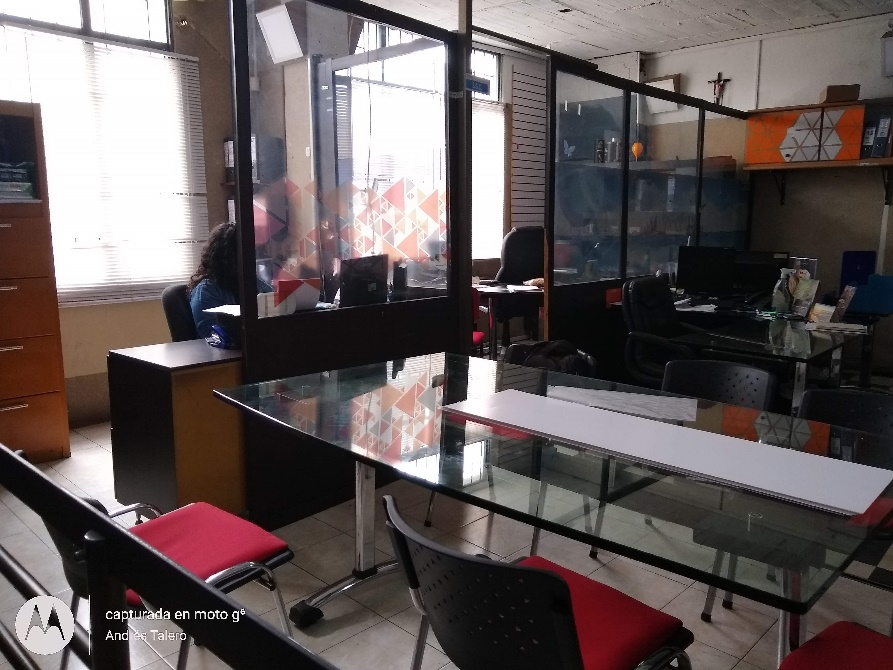 capturada en moto g⁶
Andrés Talero